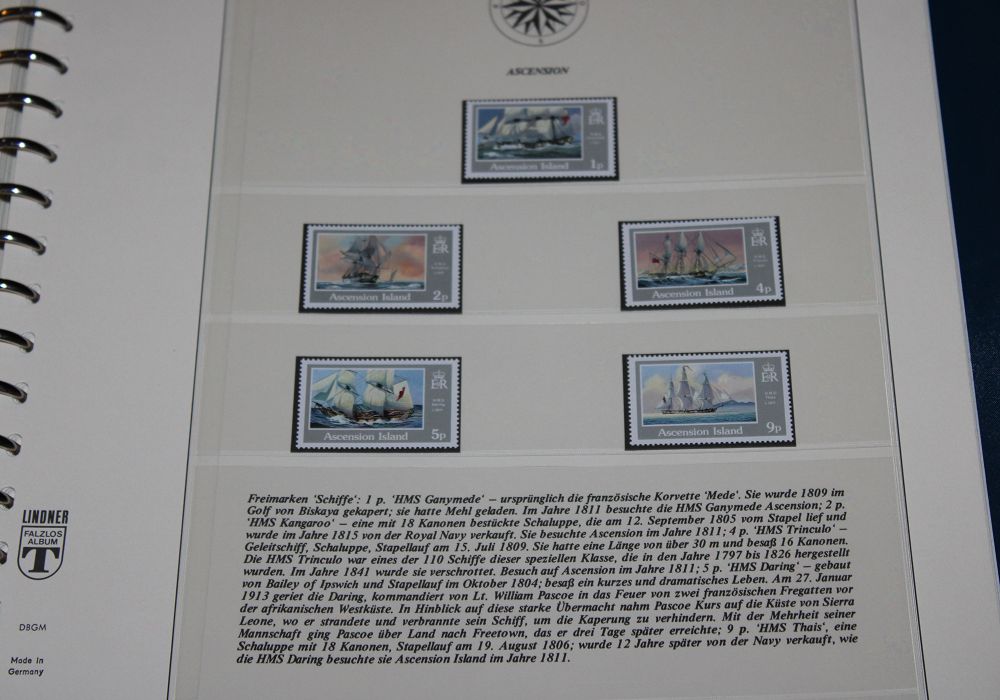 ASCENSION
E R
1p
Ascension Island
E R
H.M.S.
Ascension Island 2p
E R
H.M.S.
Ascension Island 4p
E R
H.M.S.
Ascension Island 5p
E R
H.M.S.
Ascension Island 9p
Freimarken 'Schiffe': 1 p. 'HMS Ganymede' – ursprünglich die französische Korvette 'Mede'. Sie wurde 1809 im
Golf von Biskaya gekapert; sie hatte Mehl geladen. Im Jahre 1811 besuchte die HMS Ganymede Ascension; 2 p.
'HMS Kangaroo' – eine mit 18 Kanonen bestückte Schaluppe, die am 12. September 1805 vom Stapel lief und
wurde im Jahre 1815 von der Royal Navy verkauft. Sie besuchte Ascension im Jahre 1811; 4 p. 'HMS Trinculo' –
Geleitschiff, Schaluppe, Stapellauf am 15. Juli 1809. Sie hatte eine Länge von über 30 m und besaß 16 Kanonen.
Die HMS Trinculo war eines der 110 Schiffe dieser speziellen Klasse, die in den Jahre 1797 bis 1826 hergestellt
wurden. Im Jahre 1841 wurde sie verschrottet. Besuch auf Ascension im Jahre 1811; 5 p. 'HMS Daring' – gebaut
von Bailey of Ipswich und Stapellauf im Oktober 1804; besaß ein kurzes und dramatisches Leben. Am 27. Januar
1913 geriet die Daring, kommandiert von Lt. William Pascoe in das Feuer von zwei französischen Fregatten vor
der afrikanischen Westküste. In Hinblick auf diese starke Übermacht nahm Pascoe Kurs auf die Küste von Sierra
Leone, wo er strandete und verbrannte sein Schiff, um die Kaperung zu verhindern. Mit der Mehrheit seiner
Mannschaft ging Pascoe über Land nach Freetown, das er drei Tage später erreichte; 9 p. 'HMS Thais', eine
Schaluppe mit 18 Kanonen, Stapellauf am 19. August 1806; wurde 12 Jahre später von der Navy verkauft, wie
die HMS Daring besuchte sie Ascension Island im Jahre 1811.
LINDNER
FALZLOS
ALBUM
T
DBGM
Made in
Germany